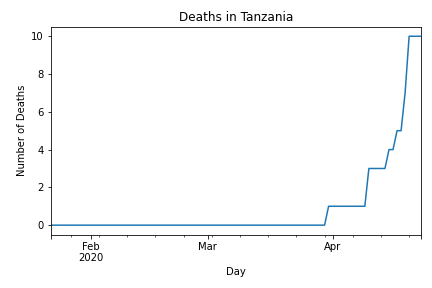 Deaths in Tanzania
10
8
6
4
2
0
Number of Deaths
Feb
2020
Mar
Apr
Day